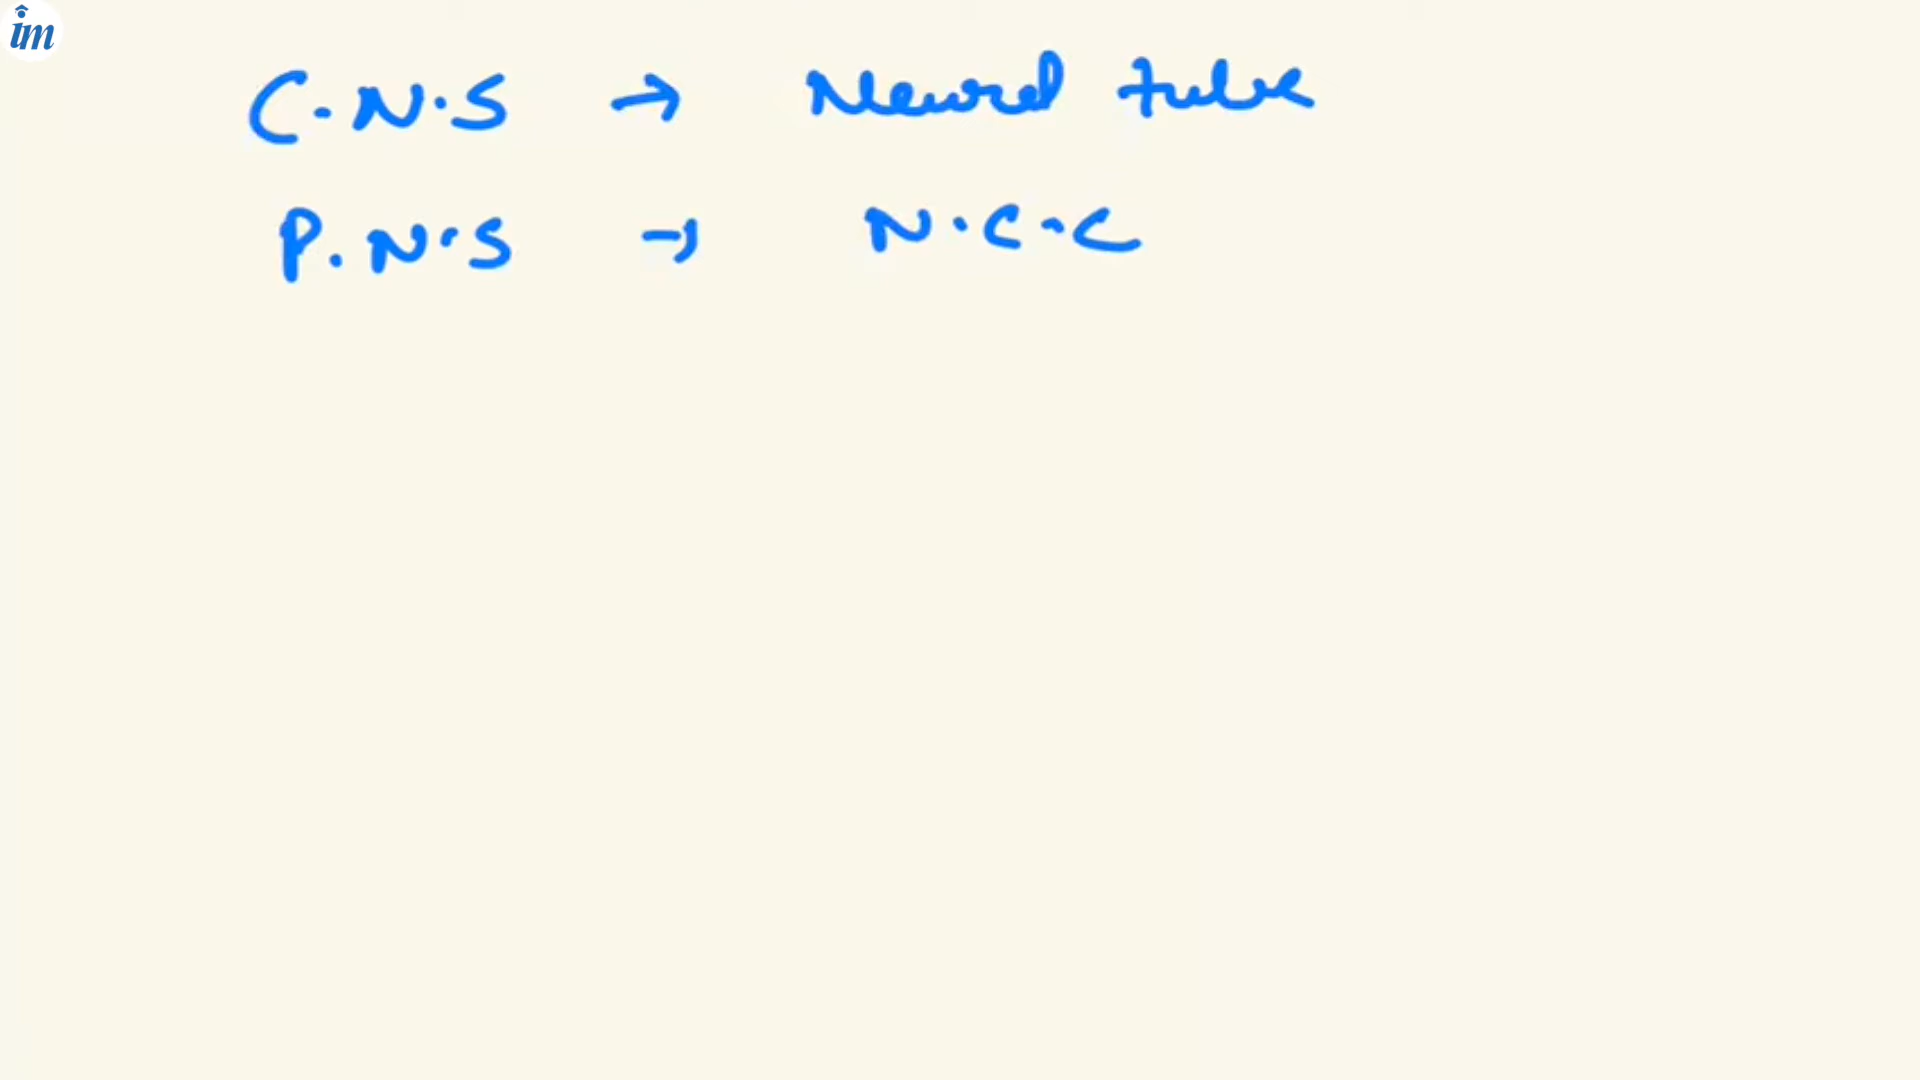 im
C.N.S → Neural tube
P.N.S → N.C.C